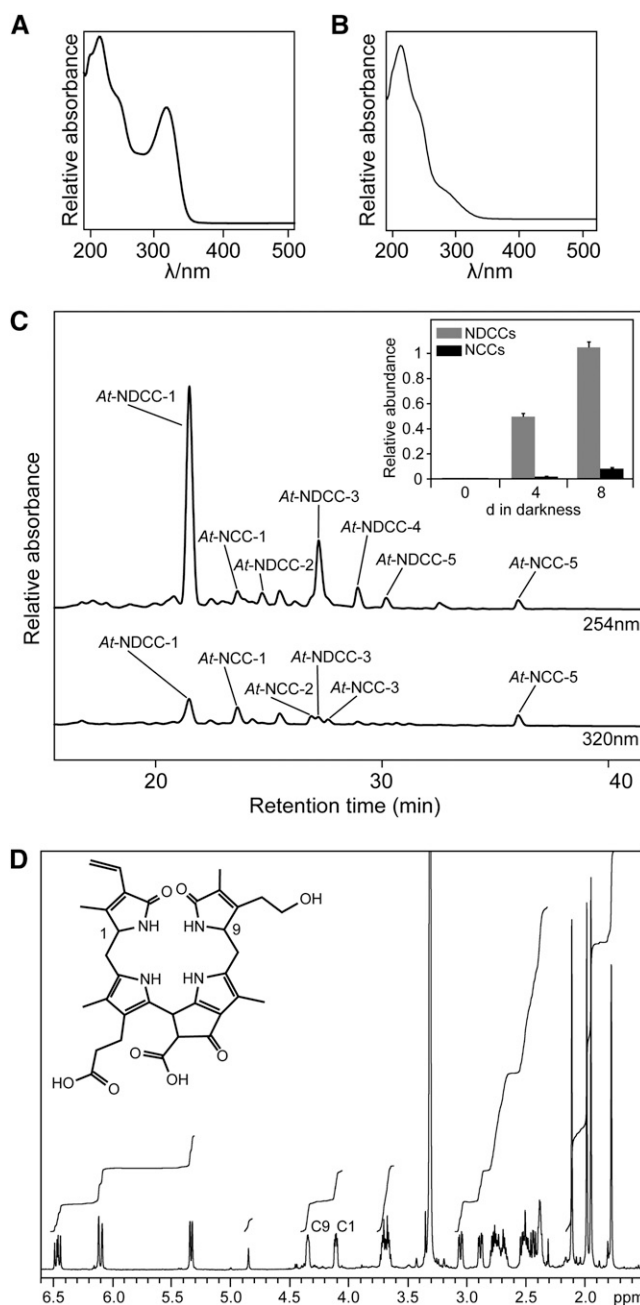 A
Relative absorbance
200 300 400 500
λ/nm
B
Relative absorbance
200 300 400 500
λ/nm
C
Relative absorbance
At-NDCC-1
At-NCC-1
At-NDCC-2
At-NDCC-3
At-NDCC-4
At-NDCC-5
At-NCC-5
254nm
Relative abundance
1
0.8
0.6
0.4
0.2
0
NDCCs
NCCs
0 4 8
d in darkness
At-NDCC-1
At-NCC-1
At-NCC-2
At-NDCC-3
At-NCC-3
At-NCC-5
320nm
20 30 40
Retention time (min)
D
O
O
OH
1
NH
HN
9
NH
HN
HO
O
O
OH
O
C9 C1
6.5 6.0 5.5 5.0 4.5 4.0 3.5 3.0 2.5 2.0 ppm